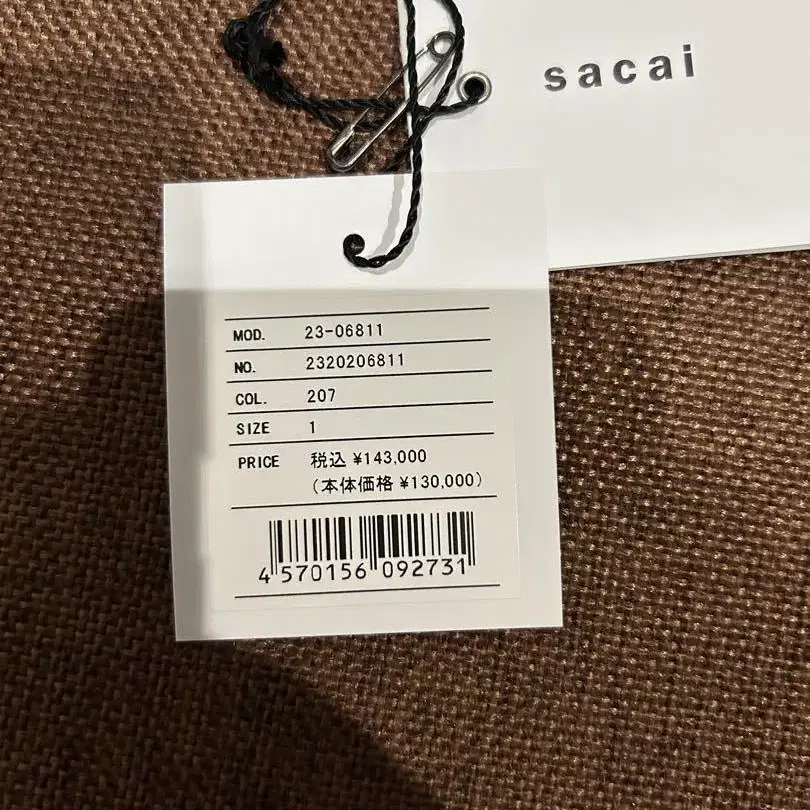 sacai
MOD. 23-06811
NO. 2320206811
COL. 207
SIZE 1
PRICE 税込 ¥143,000
(本体価格 ¥130,000)
4 570156 092731